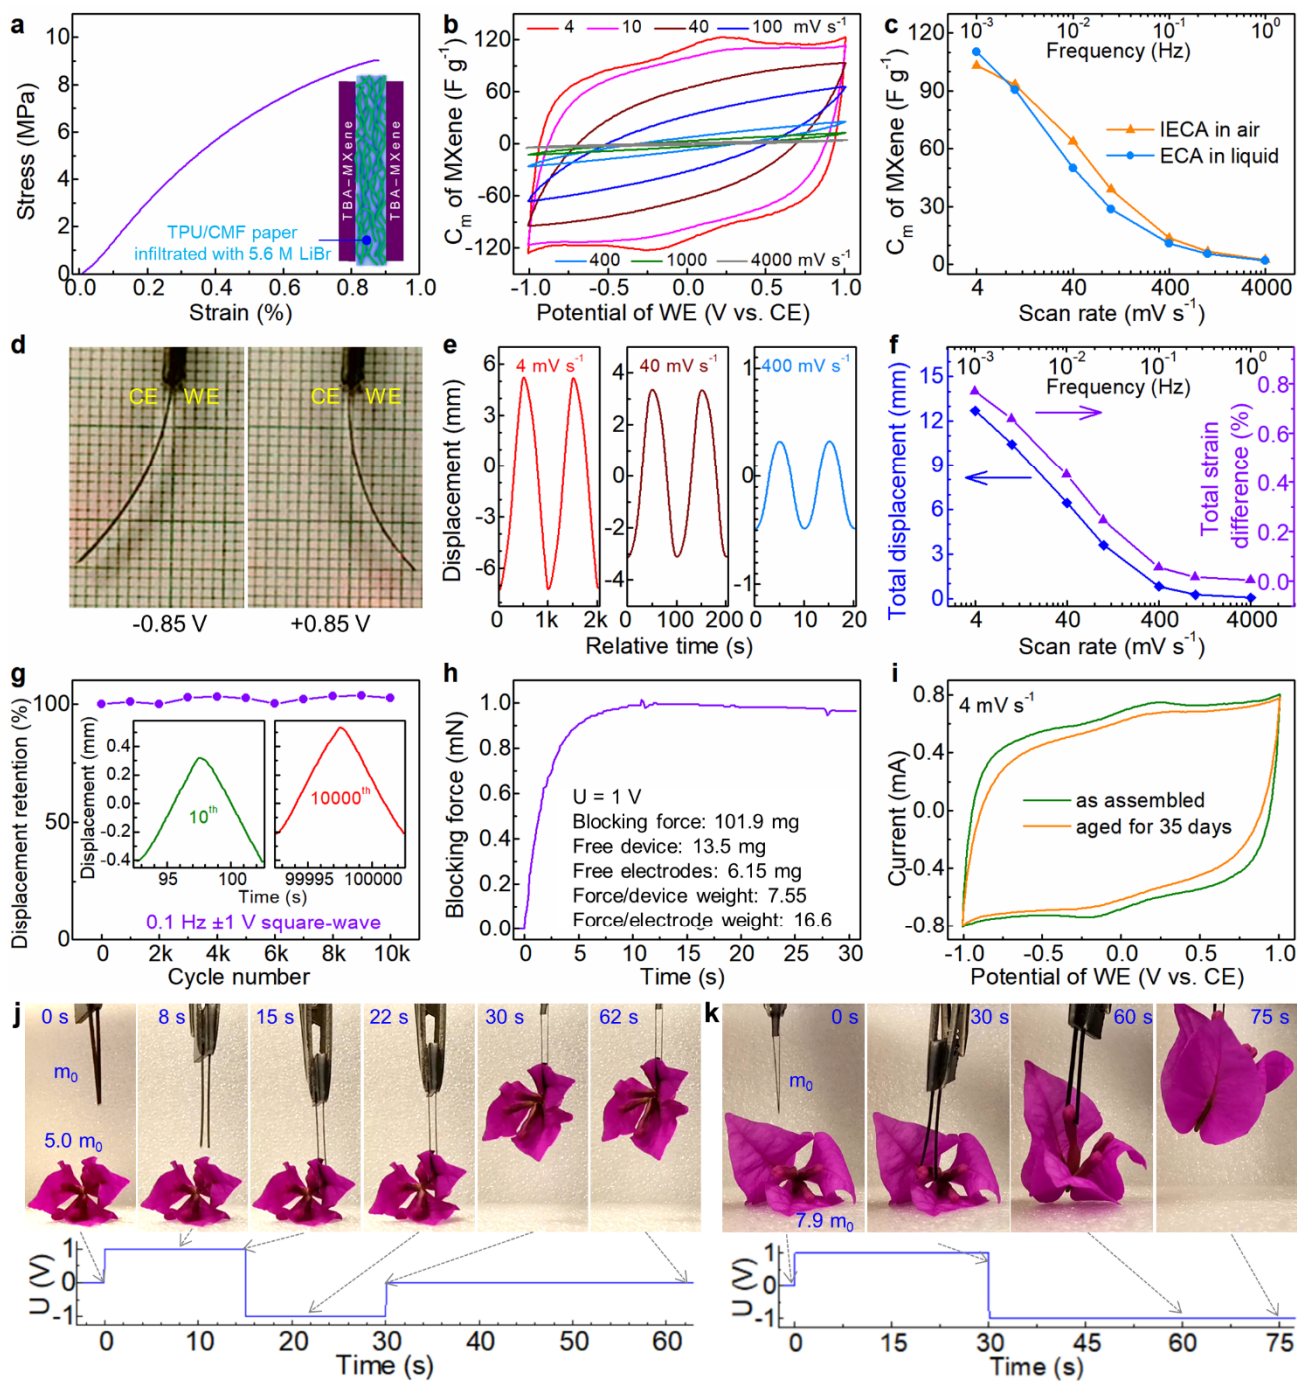 a
10
8
6
4
2
0
Stress (MPa)
TBA–MXene
TBA–MXene
TPU/CMF paper
infiltrated with 5.6 M LiBr
0.0 0.2 0.4 0.6 0.8 1.0
Strain (%)
b
4 10 40 100 mV s-1
120
60
0
-60
-120
Cm of MXene (F g-1)
400 1000 4000 mV s-1
-1.0 -0.5 0.0 0.5 1.0
Potential of WE (V vs. CE)
c
10-3 10-2 10-1 100
Frequency (Hz)
120
90
60
30
0
Cm of MXene (F g-1)
IECA in air
ECA in liquid
4 40 400 4000
Scan rate (mV s-1)
d
CE WE
CE WE
-0.85 V +0.85 V
e
4 mV s-1
40 mV s-1
400 mV s-1
6
3
0
-3
-6
Displacement (mm)
4
2
0
-2
-4
1
0
-1
0 1k 2k
0 100 200
0 10 20
Relative time (s)
f
10-3 10-2 10-1 100
Frequency (Hz)
15
12
9
6
3
0
Total displacement (mm)
0.8
0.6
0.4
0.2
0.0
Total strain
difference (%)
4 40 400 4000
Scan rate (mV s-1)
g
100
50
0
Displacement retention (%)
0.4
0.2
0.0
-0.2
-0.4
Displacement (mm)
10th
10000th
95 100 99995 100000
Time (s)
0.1 Hz ±1 V square-wave
0 2k 4k 6k 8k 10k
Cycle number
h
1.0
0.8
0.6
0.4
0.2
0.0
Blocking force (mN)
U = 1 V
Blocking force: 101.9 mg
Free device: 13.5 mg
Free electrodes: 6.15 mg
Force/device weight: 7.55
Force/electrode weight: 16.6
0 5 10 15 20 25 30
Time (s)
i
4 mV s-1
0.8
0.4
0.0
-0.4
-0.8
Current (mA)
as assembled
aged for 35 days
-1.0 -0.5 0.0 0.5 1.0
Potential of WE (V vs. CE)
j
0 s 8 s 15 s 22 s 30 s 62 s
m0
5.0 m0
1
0
-1
U (V)
0 10 20 30 40 50 60
Time (s)
k
0 s 30 s 60 s 75 s
m0
7.9 m0
1
0
-1
U (V)
0 15 30 45 60 75
Time (s)